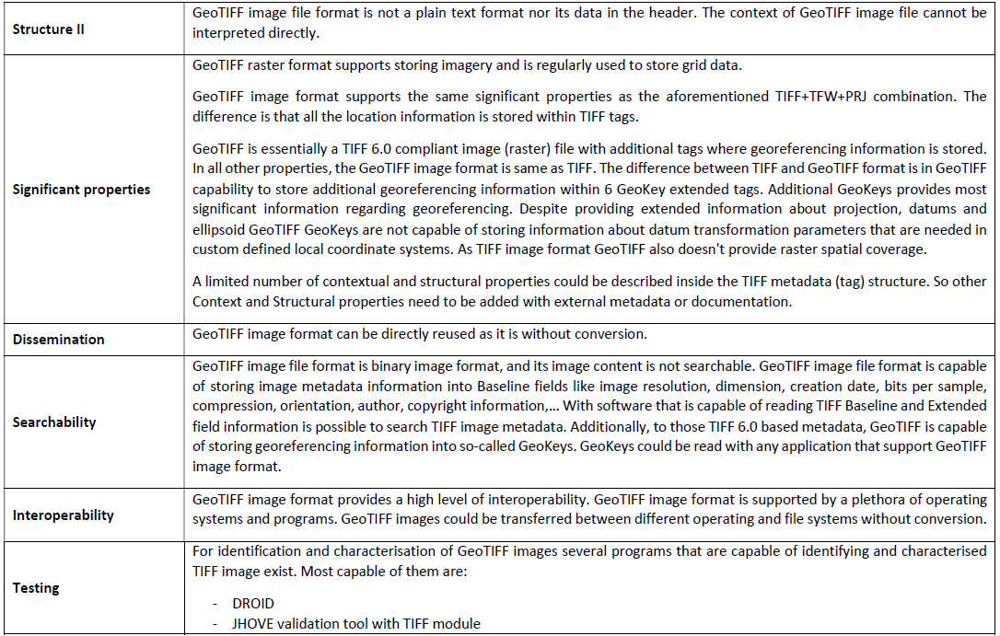 Structure II
GeoTIFF image file format is not a plain text format nor its data in the header. The context of GeoTIFF image file cannot be
interpreted directly.
Significant properties
GeoTIFF raster format supports storing imagery and is regularly used to store grid data.
GeoTIFF image format supports the same significant properties as the aforementioned TIFF+TFW+PRJ combination. The
difference is that all the location information is stored within TIFF tags.
GeoTIFF is essentially a TIFF 6.0 compliant image (raster) file with additional tags where georeferencing information is stored.
In all other properties, the GeoTIFF image format is same as TIFF. The difference between TIFF and GeoTIFF format is in GeoTIFF
capability to store additional georeferencing information within 6 GeoKey extended tags. Additional GeoKeys provides most
significant information regarding georeferencing. Despite providing extended information about projection, datums and
ellipsoid GeoTIFF GeoKeys are not capable of storing information about datum transformation parameters that are needed in
custom defined local coordinate systems. As TIFF image format GeoTIFF also doesn't provide raster spatial coverage.
A limited number of contextual and structural properties could be described inside the TIFF metadata (tag) structure. So other
Context and Structural properties need to be added with external metadata or documentation.
Dissemination
GeoTIFF image format can be directly reused as it is without conversion.
Searchability
GeoTIFF image file format is binary image format, and its image content is not searchable. GeoTIFF image file format is capable
of storing image metadata information into Baseline fields like image resolution, dimension, creation date, bits per sample,
compression, orientation, author, copyright information,... With software that is capable of reading TIFF Baseline and Extended
field information is possible to search TIFF image metadata. Additionally, to those TIFF 6.0 based metadata, GeoTIFF is capable
of storing georeferencing information into so-called GeoKeys. GeoKeys could be read with any application that support GeoTIFF
image format.
Interoperability
GeoTIFF image format provides a high level of interoperability. GeoTIFF image format is supported by a plethora of operating
systems and programs. GeoTIFF images could be transferred between different operating and file systems without conversion.
Testing
For identification and characterisation of GeoTIFF images several programs that are capable of identifying and characterised
TIFF image exist. Most capable of them are:
- DROID
- JHOVE validation tool with TIFF module